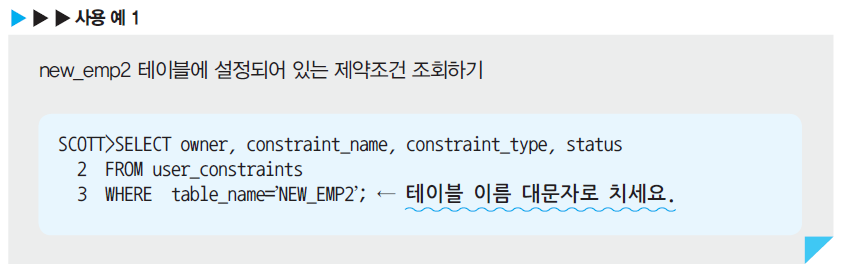 ▶ ▶ ▶ 사용 예 1
new_emp2 테이블에 설정되어 있는 제약조건 조회하기
SCOTT>SELECT owner, constraint_name, constraint_type, status
2 FROM user_constraints
3 WHERE table_name=’NEW_EMP2’; ← 테이블 이름 대문자로 치세요.